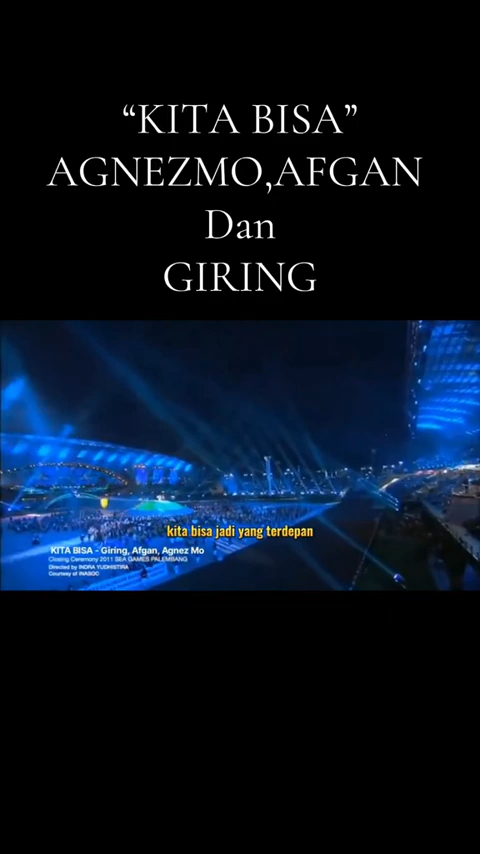 “KITA BISA”
AGNEZMO,AFGAN
Dan
GIRING
kita bisa jadi yang terdepan
KITA BISA - Giring, Afgan, Agnez Mo
Closing Ceremony 2011 SEA GAMES PALEMBANG
Directed by INDRA YUDHISTIRA
Courtesy of INASOC